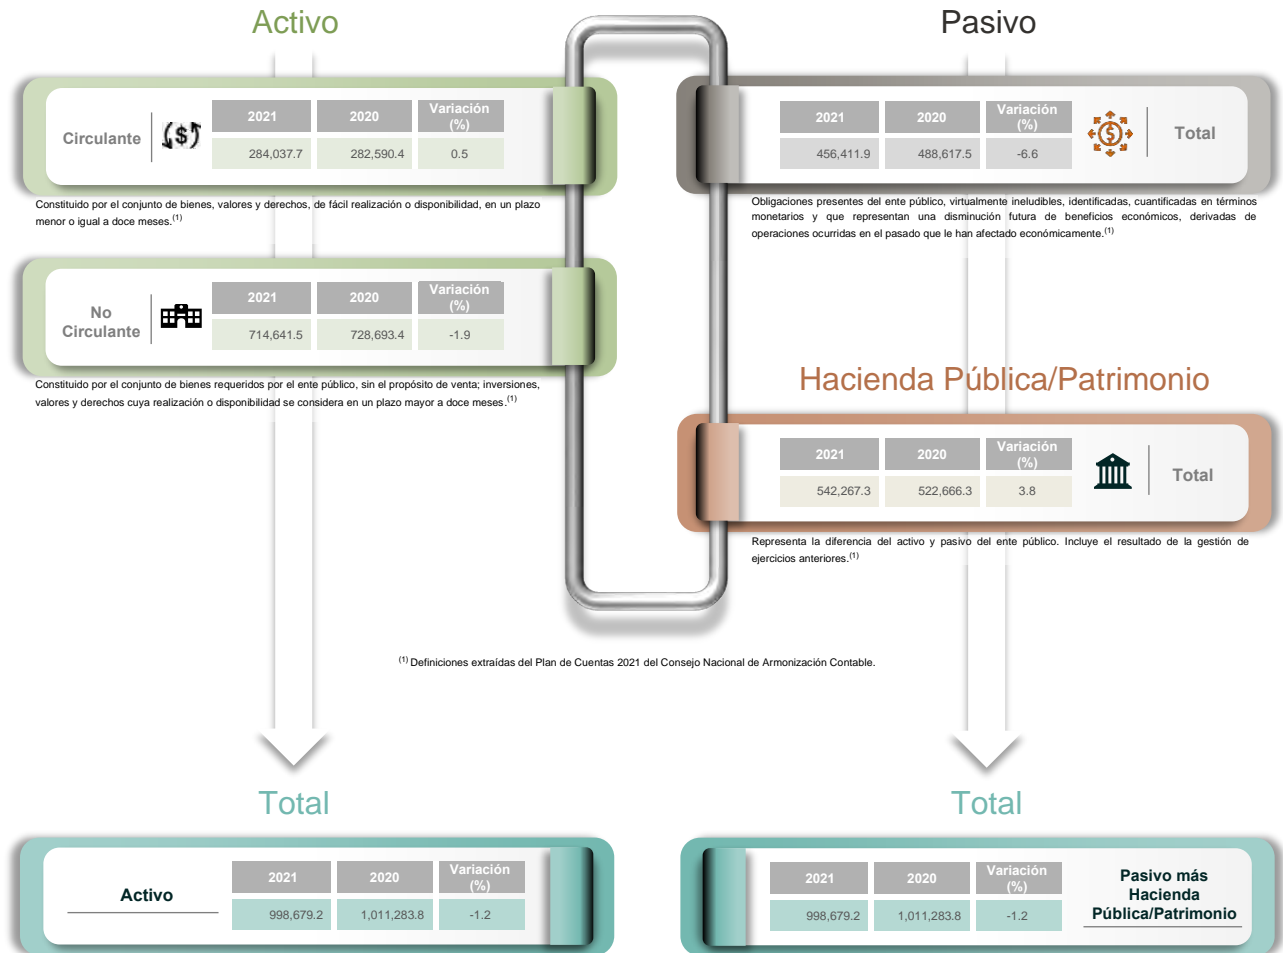 Activo
Circulante
2021 2020 Variación (%)
284,037.7 282,590.4 0.5
Constituido por el conjunto de bienes, valores y derechos, de fácil realización o disponibilidad, en un plazo
menor o igual a doce meses.(1)
No
Circulante
2021 2020 Variación (%)
714,641.5 728,693.4 -1.9
Constituido por el conjunto de bienes requeridos por el ente público, sin el propósito de venta; inversiones,
valores y derechos cuya realización o disponibilidad se considera en un plazo mayor a doce meses.(1)
Pasivo
2021 2020 Variación (%)
456,411.9 488,617.5 -6.6
Total
Obligaciones presentes del ente público, virtualmente ineludibles, identificadas, cuantificadas en términos
monetarios y que representan una disminución futura de beneficios económicos, derivadas de
operaciones ocurridas en el pasado que le han afectado económicamente.(1)
Hacienda Pública/Patrimonio
2021 2020 Variación (%)
542,267.3 522,666.3 3.8
Total
Representa la diferencia del activo y pasivo del ente público. Incluye el resultado de la gestión de
ejercicios anteriores.(1)
(1) Definiciones extraídas del Plan de Cuentas 2021 del Consejo Nacional de Armonización Contable.
Total
Activo
2021 2020 Variación (%)
998,679.2 1,011,283.8 -1.2
Total
2021 2020 Variación (%)
998,679.2 1,011,283.8 -1.2
Pasivo más
Hacienda
Pública/Patrimonio